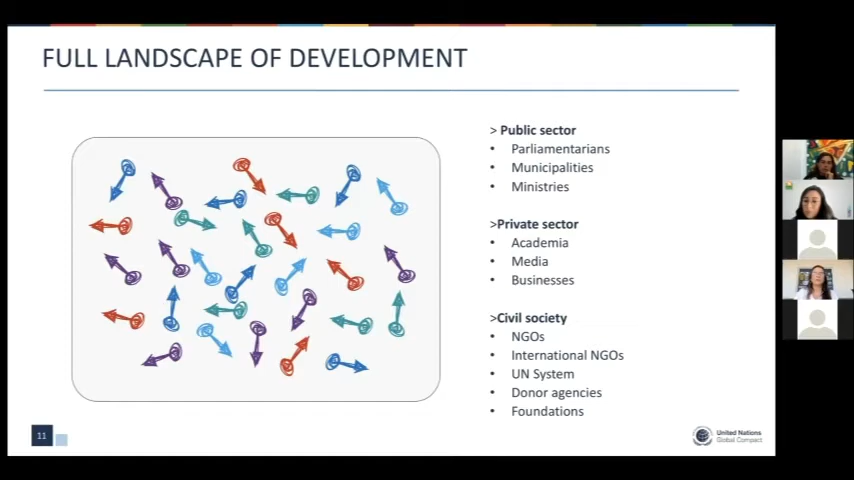 FULL LANDSCAPE OF DEVELOPMENT
> Public sector
• Parliamentarians
• Municipalities
• Ministries
>Private sector
• Academia
• Media
• Businesses
>Civil society
• NGOs
• International NGOs
• UN System
• Donor agencies
• Foundations
11
United Nations
Global Compact